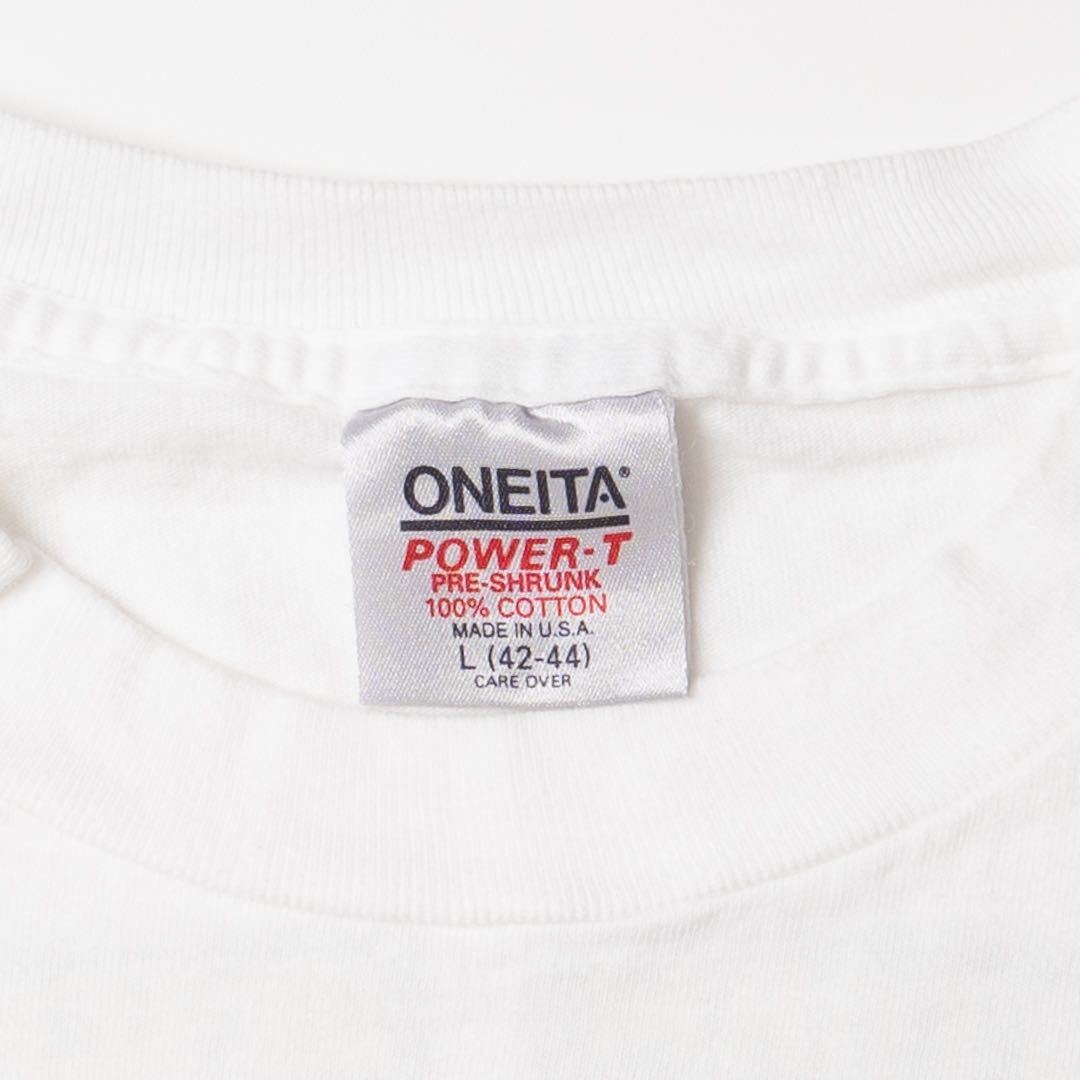 ONEITA®
POWER-T
PRE-SHRUNK
100% COTTON
MADE IN U.S.A.
L (42-44)
CARE OVER